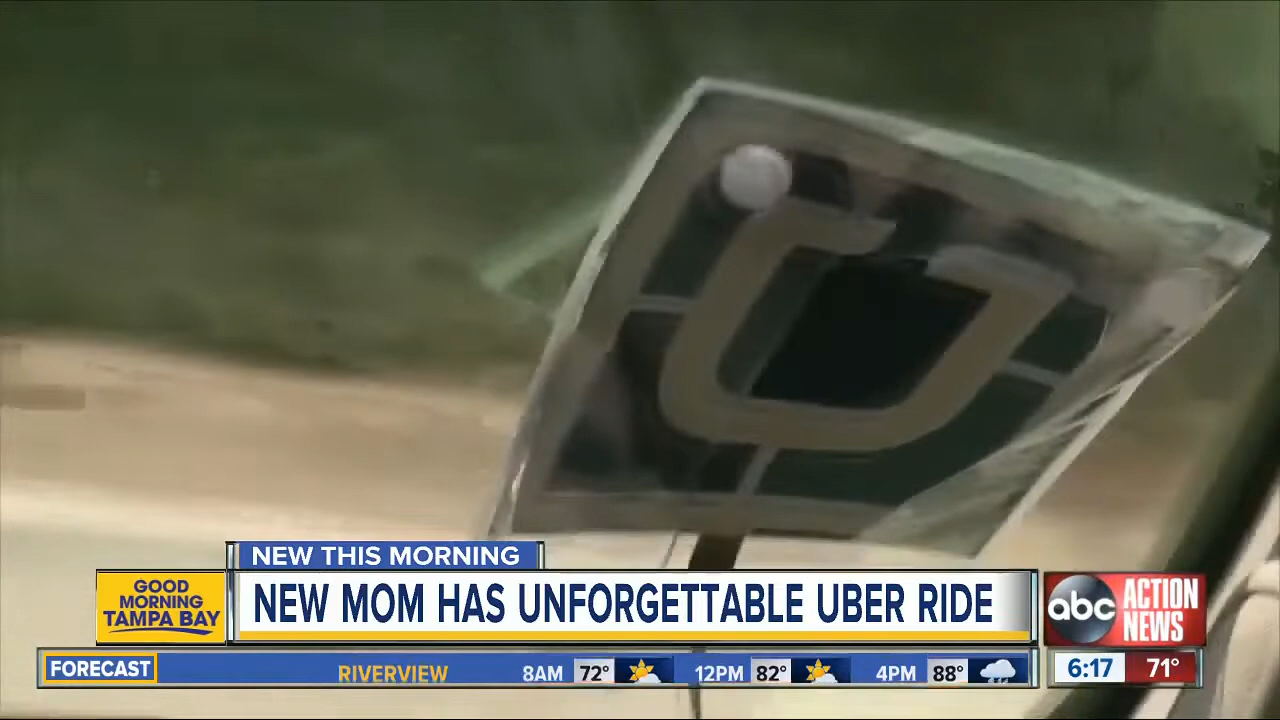 NEW THIS MORNING
GOOD
MORNING
TAMPA BAY
NEW MOM HAS UNFORGETTABLE UBER RIDE
abc ACTION
NEWS
FORECAST RIVERVIEW 8AM 72° 12PM 82° 4PM 88°
6:17 71°